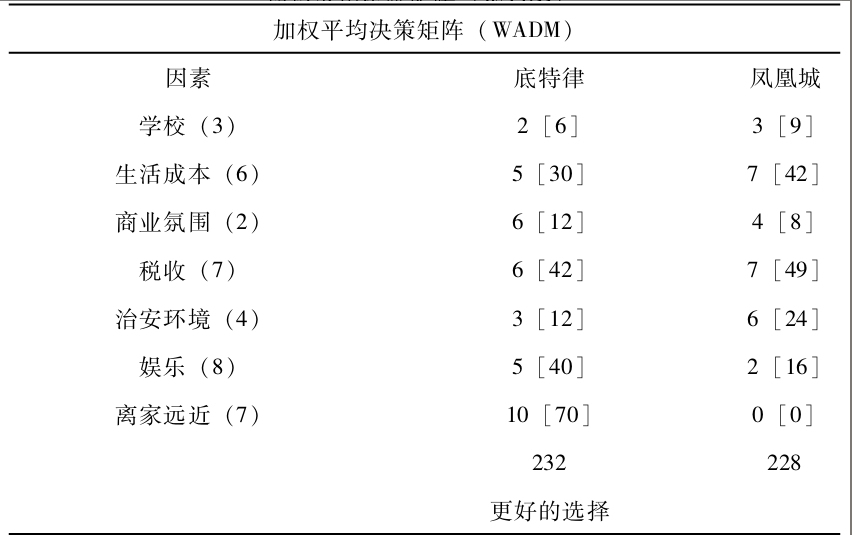 加权平均决策矩阵（WADM）
因素 底特律 凤凰城
学校（3） 2［6］ 3［9］
生活成本（6） 5［30］ 7［42］
商业氛围（2） 6［12］ 4［8］
税收（7） 6［42］ 7［49］
治安环境（4） 3［12］ 6［24］
娱乐（8） 5［40］ 2［16］
离家远近（7） 10［70］ 0［0］
232 228
更好的选择